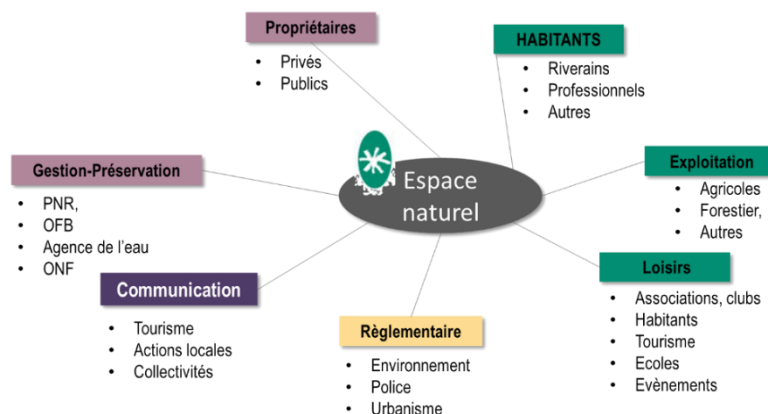 Propriétaires
• Privés
• Publics
HABITANTS
• Riverains
• Professionnels
• Autres
Gestion-Préservation
• PNR,
• OFB
• Agence de l'eau
• ONF
Espace
naturel
Exploitation
• Agricoles
• Forestier,
• Autres
Communication
• Tourisme
• Actions locales
• Collectivités
Règlementaire
• Environnement
• Police
• Urbanisme
Loisirs
• Associations, clubs
• Habitants
• Tourisme
• Ecoles
• Evènements